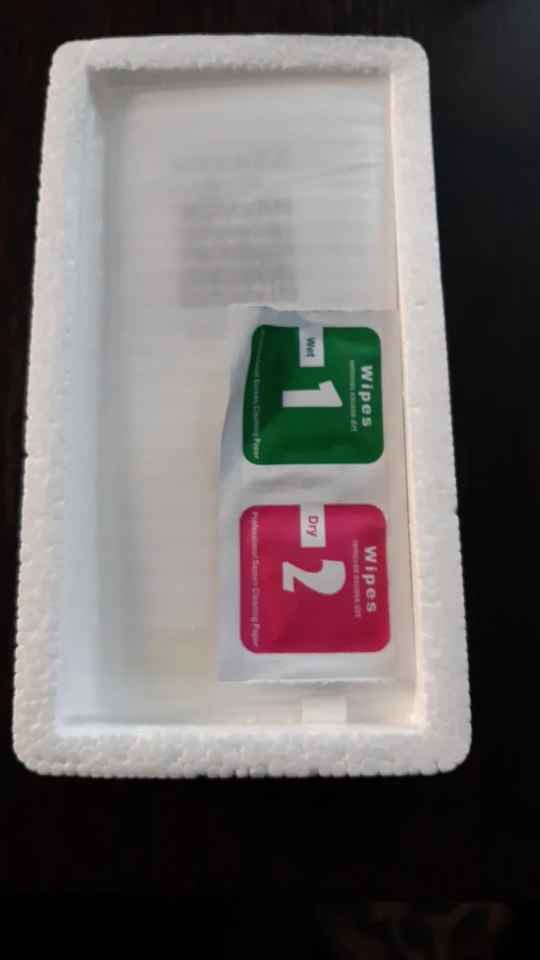 Wipes
removes excess dirt
Wet
1
Professional Screen Cleaning Paper
Wipes
removes excess dirt
Dry
2
Professional Screen Cleaning Paper